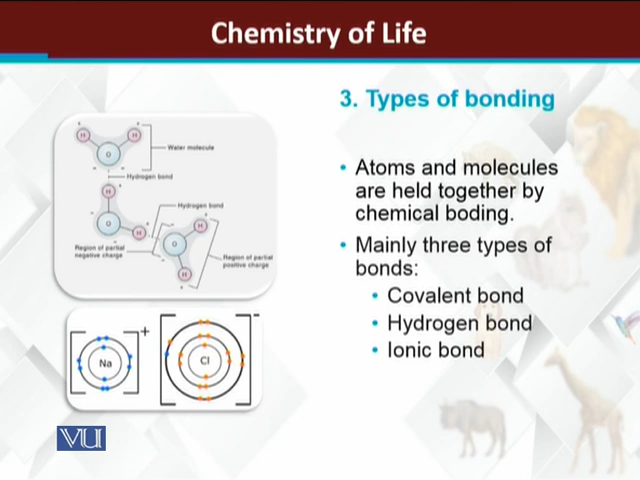 Chemistry of Life
3. Types of bonding
• Atoms and molecules
are held together by
chemical boding.
• Mainly three types of
bonds:
• Covalent bond
• Hydrogen bond
• Ionic bond
H
H
O
Water molecule
Hydrogen bond
H
O
H
Hydrogen bond
H
O
H
Region of partial
negative charge
Region of partial
positive charge
Na
+
Cl
-
VU